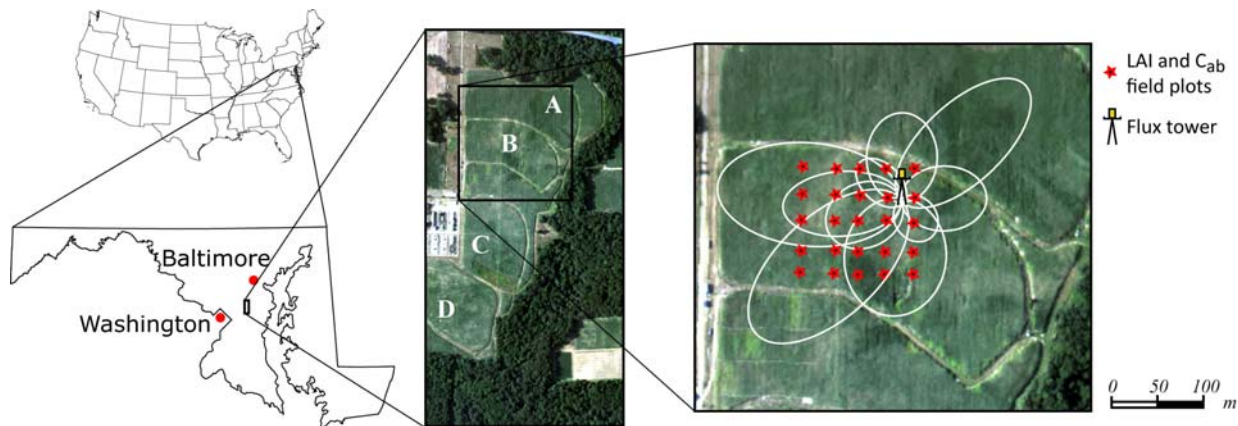 Baltimore
Washington
A
B
C
D
LAI and Cab
field plots
Flux tower
0 50 100
m